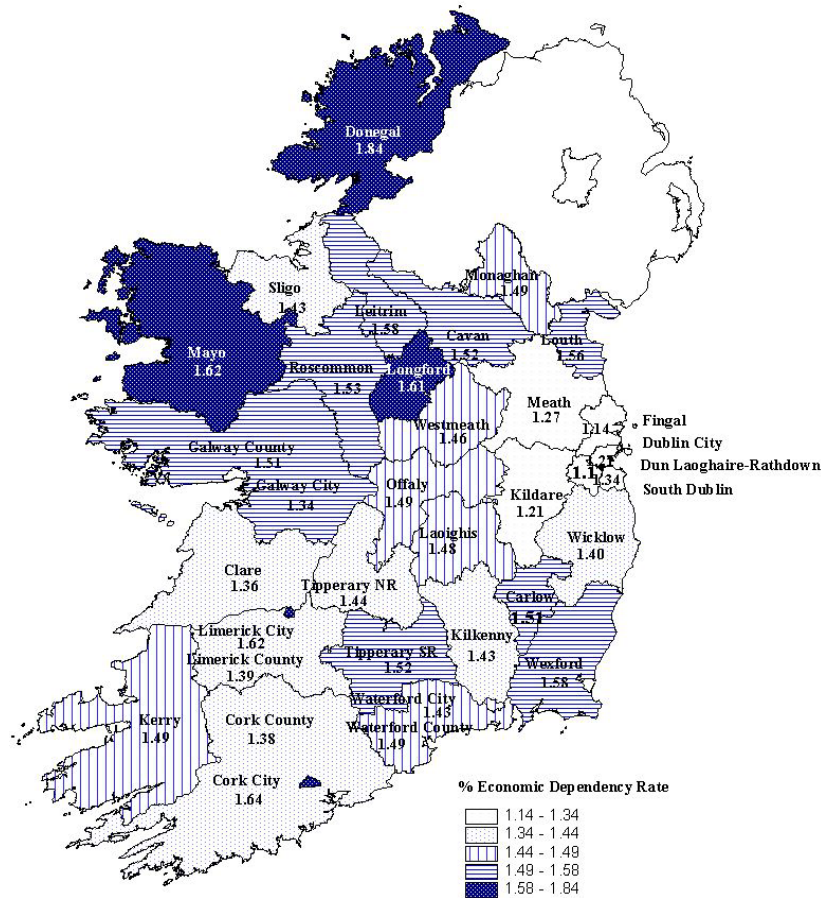 Donegal
1.84
Monaghan
1.49
Sligo
1.43
Leitrim
1.58
Cavan
1.52
Louth
1.56
Mayo
1.62
Roscommon
1.53
Longford
1.61
Meath
1.27
Westmeath
1.46
1.14
Fingal
Dublin City
Dun Laoghaire-Rathdown
South Dublin
1.34
Galway County
1.51
Galway City
1.34
Offaly
1.49
Kildare
1.21
Laoighis
1.48
Wicklow
1.40
Clare
1.36
Tipperary NR
1.44
Carlow
1.51
Limerick City
1.62
Limerick County
1.39
Kilkenny
1.43
Tipperary SR
1.52
Wexford
1.58
Waterford City
1.43
Waterford County
1.49
Kerry
1.49
Cork County
1.38
Cork City
1.64
% Economic Dependency Rate
1.14 - 1.34
1.34 - 1.44
1.44 - 1.49
1.49 - 1.58
1.58 - 1.84